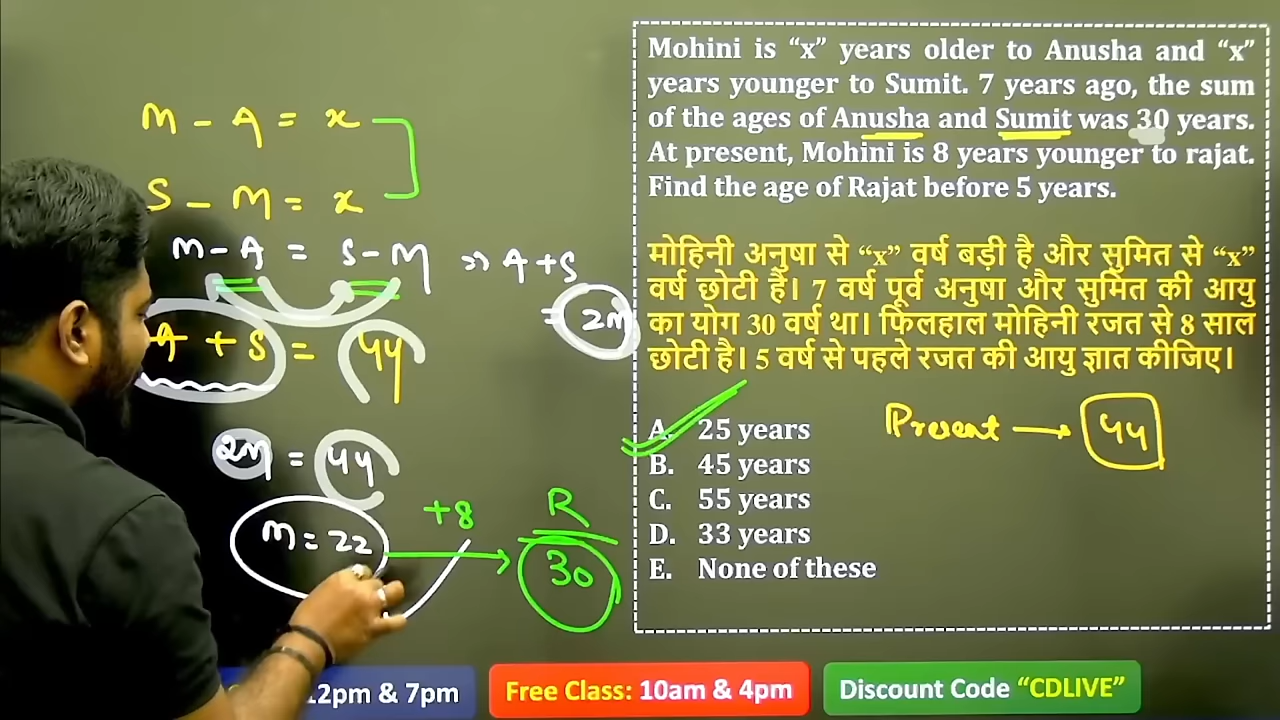 M - A = x
S - M = x
M - A = S - M >> A + S
= 2M
A + S = 44
2M = 44
M = 22
+8
R
30
Mohini is “x” years older to Anusha and “x”
years younger to Sumit. 7 years ago, the sum
of the ages of Anusha and Sumit was 30 years.
At present, Mohini is 8 years younger to rajat.
Find the age of Rajat before 5 years.
मोहिनी अनुषा से “x” वर्ष बड़ी है और सुमित से “x”
वर्ष छोटी है। 7 वर्ष पूर्व अनुषा और सुमित की आयु
का योग 30 वर्ष था। फिलहाल मोहिनी रजत से 8 साल
छोटी है। 5 वर्ष से पहले रजत की आयु ज्ञात कीजिए।
A. 25 years
B. 45 years
C. 55 years
D. 33 years
E. None of these
Present → 44
12pm & 7pm
Free Class: 10am & 4pm
Discount Code “CDLIVE”